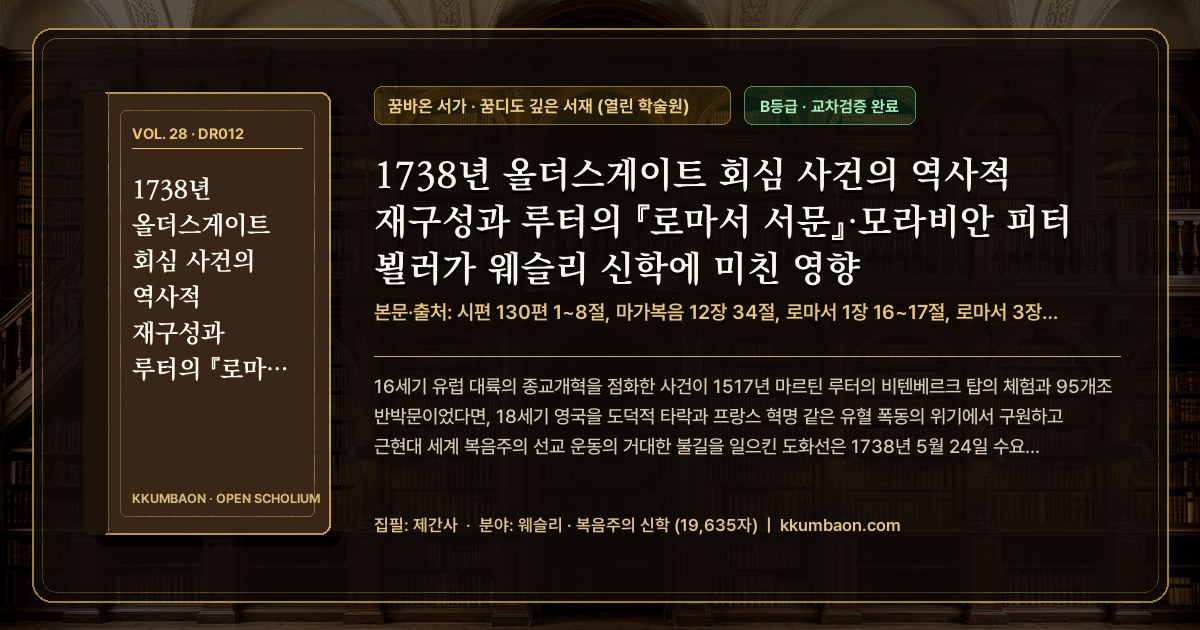 VOL. 28 · DR012
1738년
올더스게이트
회심 사건의
역사적
재구성과
루터의 『로마…
KKUMBAON · OPEN SCHOLIUM
꿈바온 서가 · 꿈디도 깊은 서재 (열린 학술원)
B등급 · 교차검증 완료
1738년 올더스게이트 회심 사건의 역사적
재구성과 루터의 『로마서 서문』·모라비안 피터
뵐러가 웨슬리 신학에 미친 영향
본문·출처: 시편 130편 1~8절, 마가복음 12장 34절, 로마서 1장 16~17절, 로마서 3장...
16세기 유럽 대륙의 종교개혁을 점화한 사건이 1517년 마르틴 루터의 비텐베르크 탑의 체험과 95개조
반박문이었다면, 18세기 영국을 도덕적 타락과 프랑스 혁명 같은 유혈 폭동의 위기에서 구원하고
근현대 세계 복음주의 선교 운동의 거대한 불길을 일으킨 도화선은 1738년 5월 24일 수요...
집필: 제간사 · 분야: 웨슬리 · 복음주의 신학 (19,635자) | kkumbaon.com